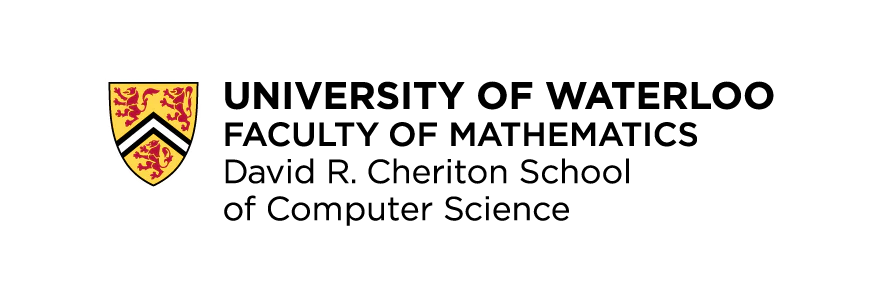 UNIVERSITY OF WATERLOO
FACULTY OF MATHEMATICS
David R. Cheriton School
of Computer Science